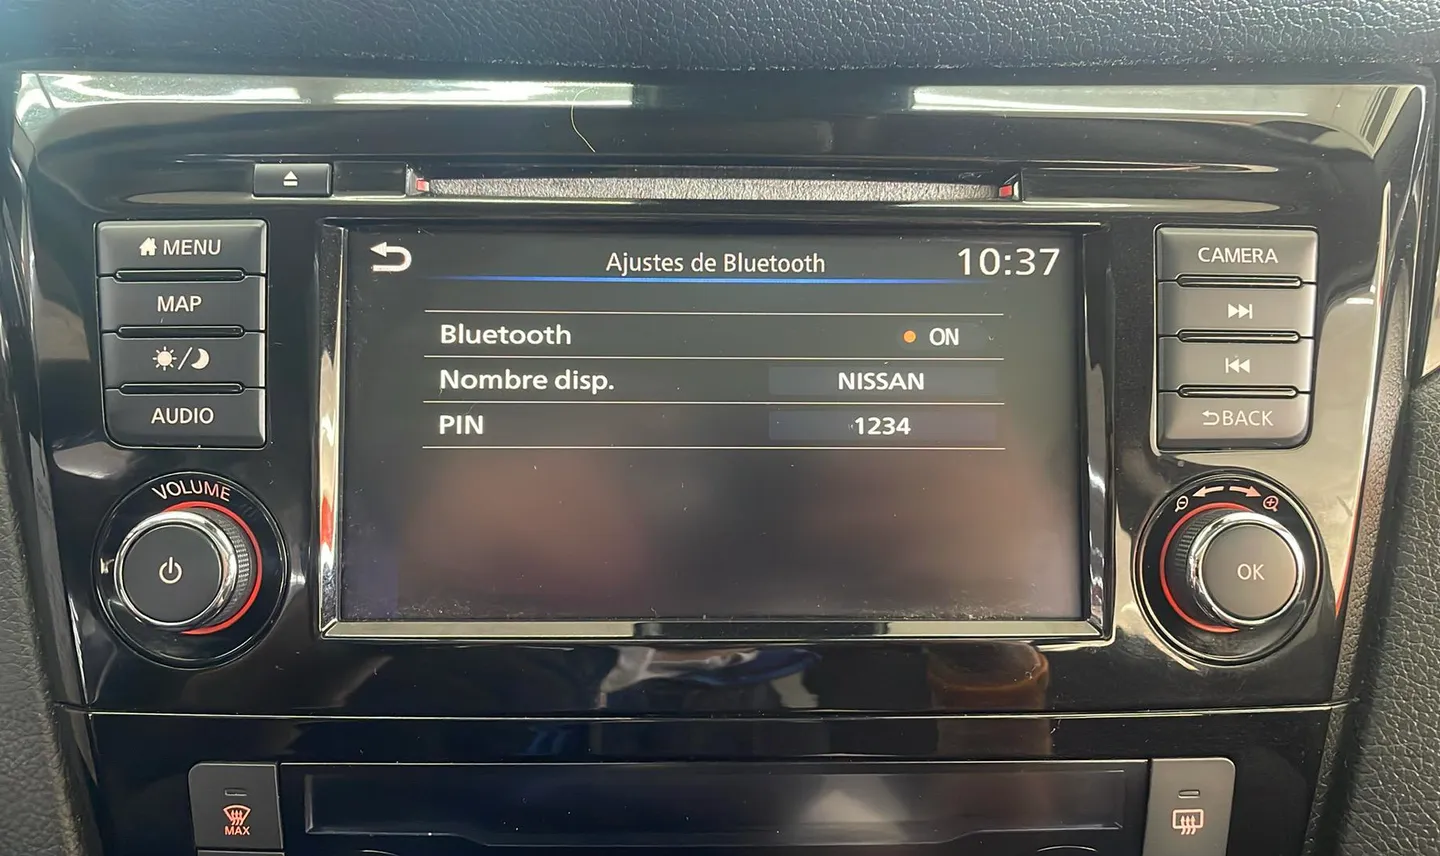 MENU
MAP
AUDIO
VOLUME
Ajustes de Bluetooth
10:37
Bluetooth
ON
Nombre disp.
NISSAN
PIN
1234
CAMERA
BACK
OK
MAX